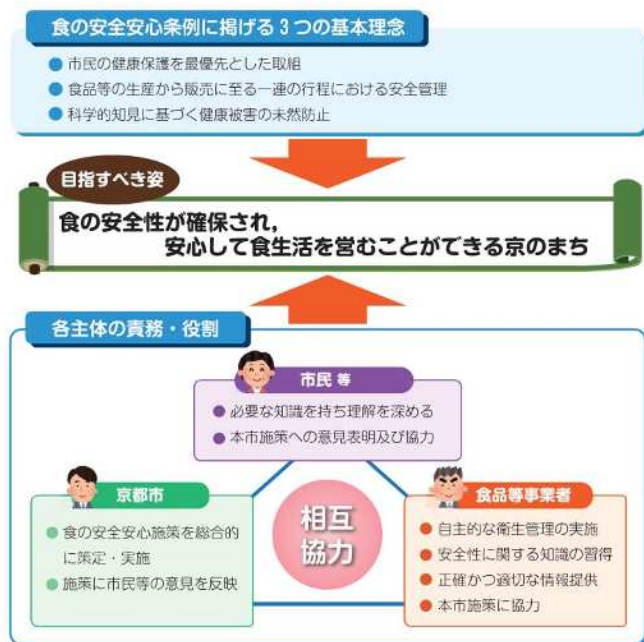 食の安全安心条例に掲げる3つの基本理念
● 市民の健康保護を最優先とした取組
● 食品等の生産から販売に至る一連の行程における安全管理
● 科学的知見に基づく健康被害の未然防止
目指すべき姿
食の安全性が確保され,
安心して食生活を営むことができる京のまち
各主体の責務・役割
市民 等
● 必要な知識を持ち理解を深める
● 本市施策への意見表明及び協力
京都市
● 食の安全安心施策を総合的
に策定・実施
● 施策に市民等の意見を反映
相互
協力
食品等事業者
● 自主的な衛生管理の実施
● 安全性に関する知識の習得
● 正確かつ適切な情報提供
● 本市施策に協力